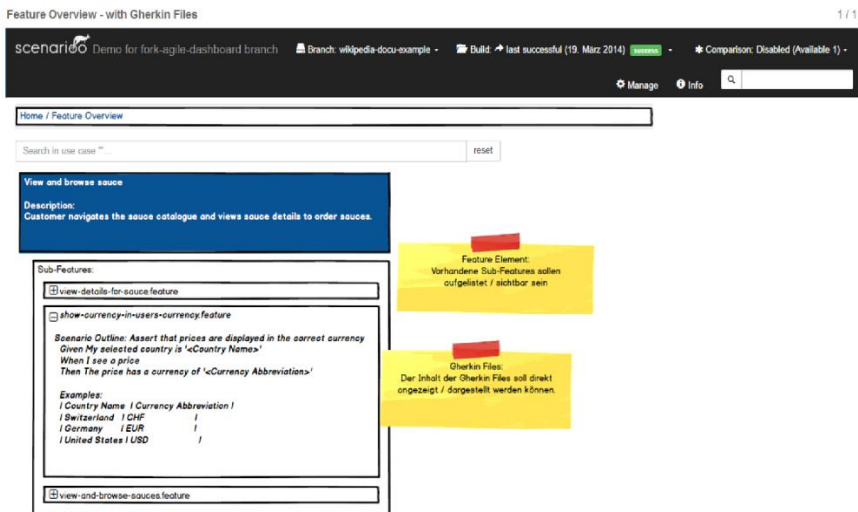 Feature Overview - with Gherkin Files
1 / 1
scenarioo Demo for fork-agile-dashboard branch
Branch: wikipedia-docu-example
Build: last successful (19. März 2014) success
Comparison: Disabled (Available 1)
Manage
Info
Home / Feature Overview
Search in use case ""...
reset
View and browse sauce
Description:
Customer navigates the sauce catalogue and views sauce details to order sauces.
Feature Element:
Vorhandene Sub-Features sollen
aufgelistet / sichtbar sein
Sub-Features:
view-details-for-sauce.feature
show-currency-in-users-currency.feature
Scenario Outline: Assert that prices are displayed in the correct currency
Given My selected country is '<Country Name>'
When I see a price
Then The price has a currency of '<Currency Abbreviation>'
Examples:
| Country Name | Currency Abbreviation |
| Switzerland | CHF |
| Germany | EUR |
| United States | USD |
Gherkin Files:
Der Inhalt der Gherkin Files soll direkt
angezeigt / dargestellt werden können.
view-and-browse-sauces.feature